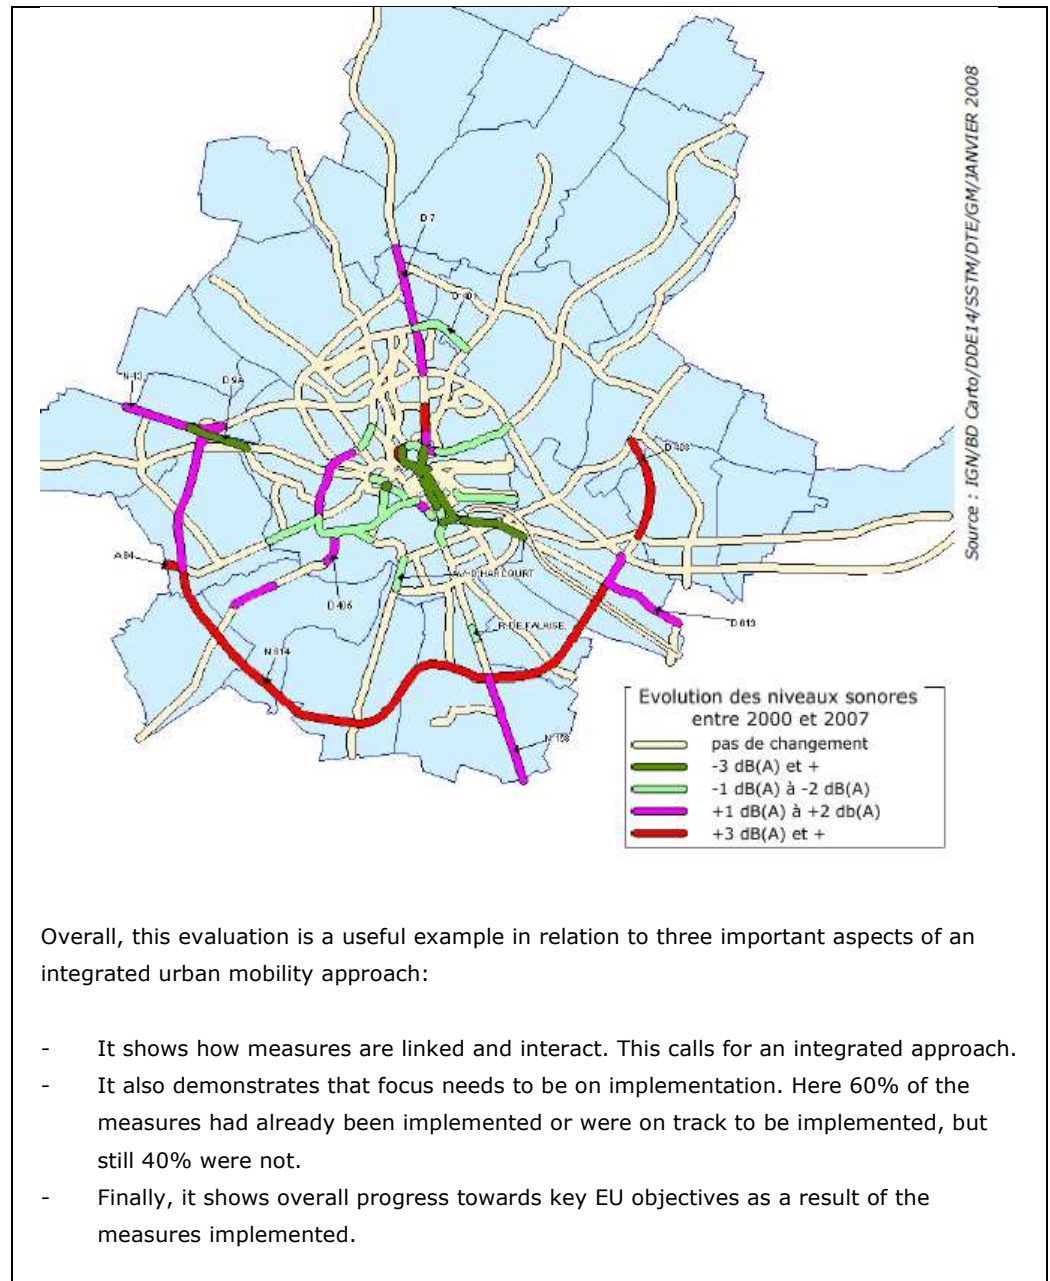 Source : IGN/BD Carto/DDE14/SSTM/DTE/GM/JANVIER 2008
D 7
D 401
N 13
D 9A
D 403
A 84
AV. D'HARCOURT
D 406
R. DE FALAISE
D 613
N 814
N 158
Evolution des niveaux sonores
entre 2000 et 2007
pas de changement
-3 dB(A) et +
-1 dB(A) à -2 dB(A)
+1 dB(A) à +2 db(A)
+3 dB(A) et +
Overall, this evaluation is a useful example in relation to three important aspects of an
integrated urban mobility approach:
- It shows how measures are linked and interact. This calls for an integrated approach.
- It also demonstrates that focus needs to be on implementation. Here 60% of the
measures had already been implemented or were on track to be implemented, but
still 40% were not.
- Finally, it shows overall progress towards key EU objectives as a result of the
measures implemented.